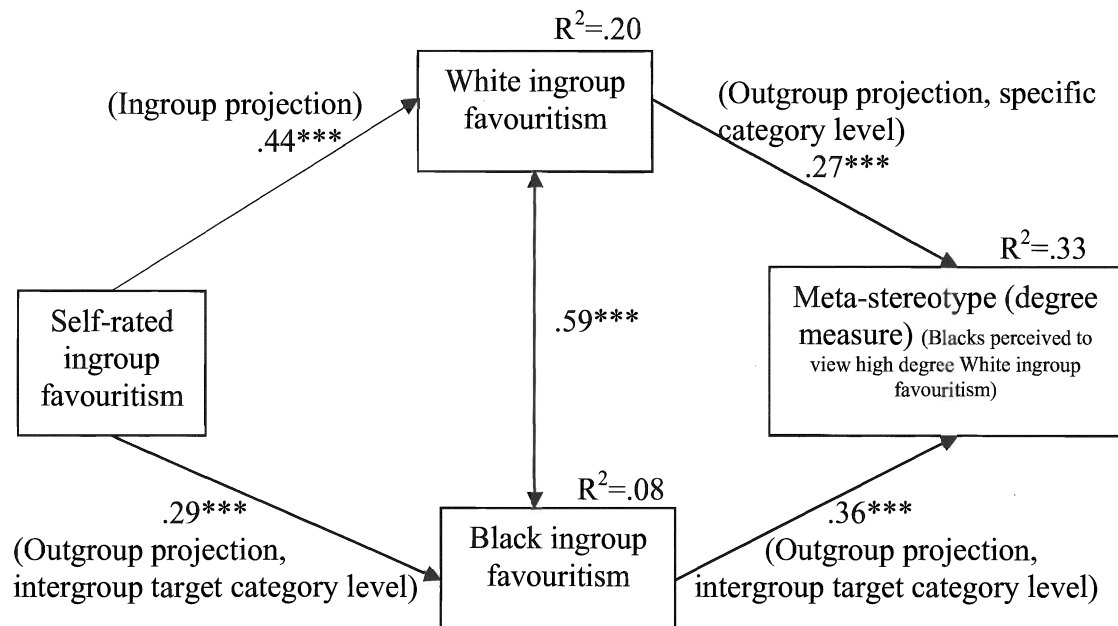 R²=.20
White ingroup
favouritism
(Ingroup projection)
.44***
(Outgroup projection, specific
category level)
.27***
R²=.33
Meta-stereotype (degree
measure) (Blacks perceived to
view high degree White ingroup
favouritism)
Self-rated
ingroup
favouritism
.59***
R²=.08
Black ingroup
favouritism
.29***
(Outgroup projection,
intergroup target category level)
.36***
(Outgroup projection,
intergroup target category level)